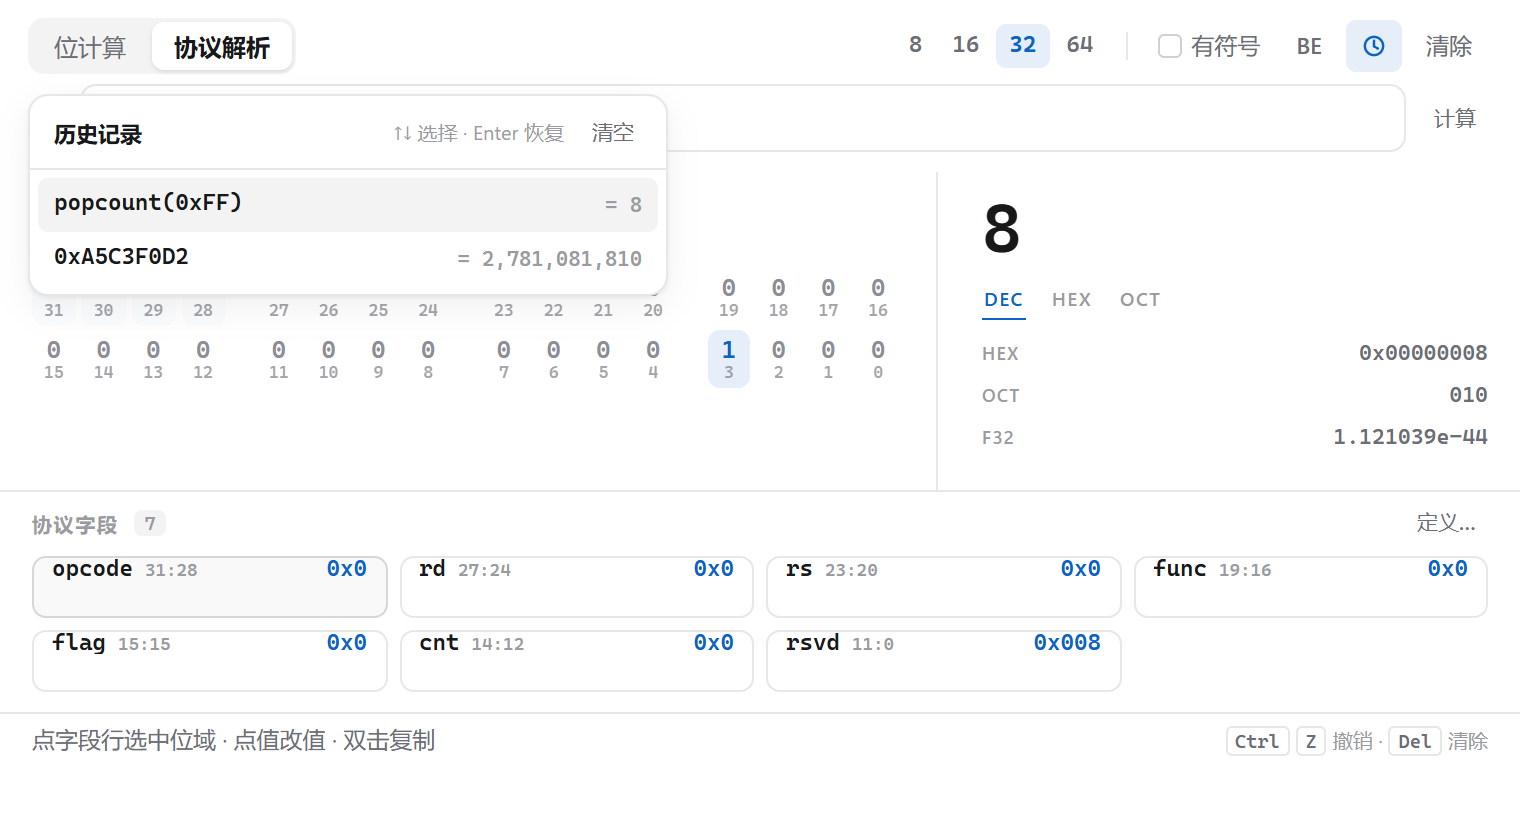 位计算 协议解析 8 16 32 64 有符号 BE 清除
计算
历史记录 ↑↓ 选择 · Enter 恢复 清空
popcount(0xFF) = 8
0xA5C3F0D2 = 2,781,081,810
8
0 0 0 0
31 30 29 28 27 26 25 24 23 22 21 20 19 18 17 16
DEC HEX OCT
0 0 0 0 0 0 0 0 0 0 0 0 1 0 0 0
15 14 13 12 11 10 9 8 7 6 5 4 3 2 1 0
HEX 0x00000008
OCT 010
F32 1.121039e-44
协议字段 7 定义...
opcode 31:28 0x0 rd 27:24 0x0 rs 23:20 0x0 func 19:16 0x0
flag 15:15 0x0 cnt 14:12 0x0 rsvd 11:0 0x008
点字段行选中位域 · 点值改值 · 双击复制 Ctrl Z 撤销 · Del 清除